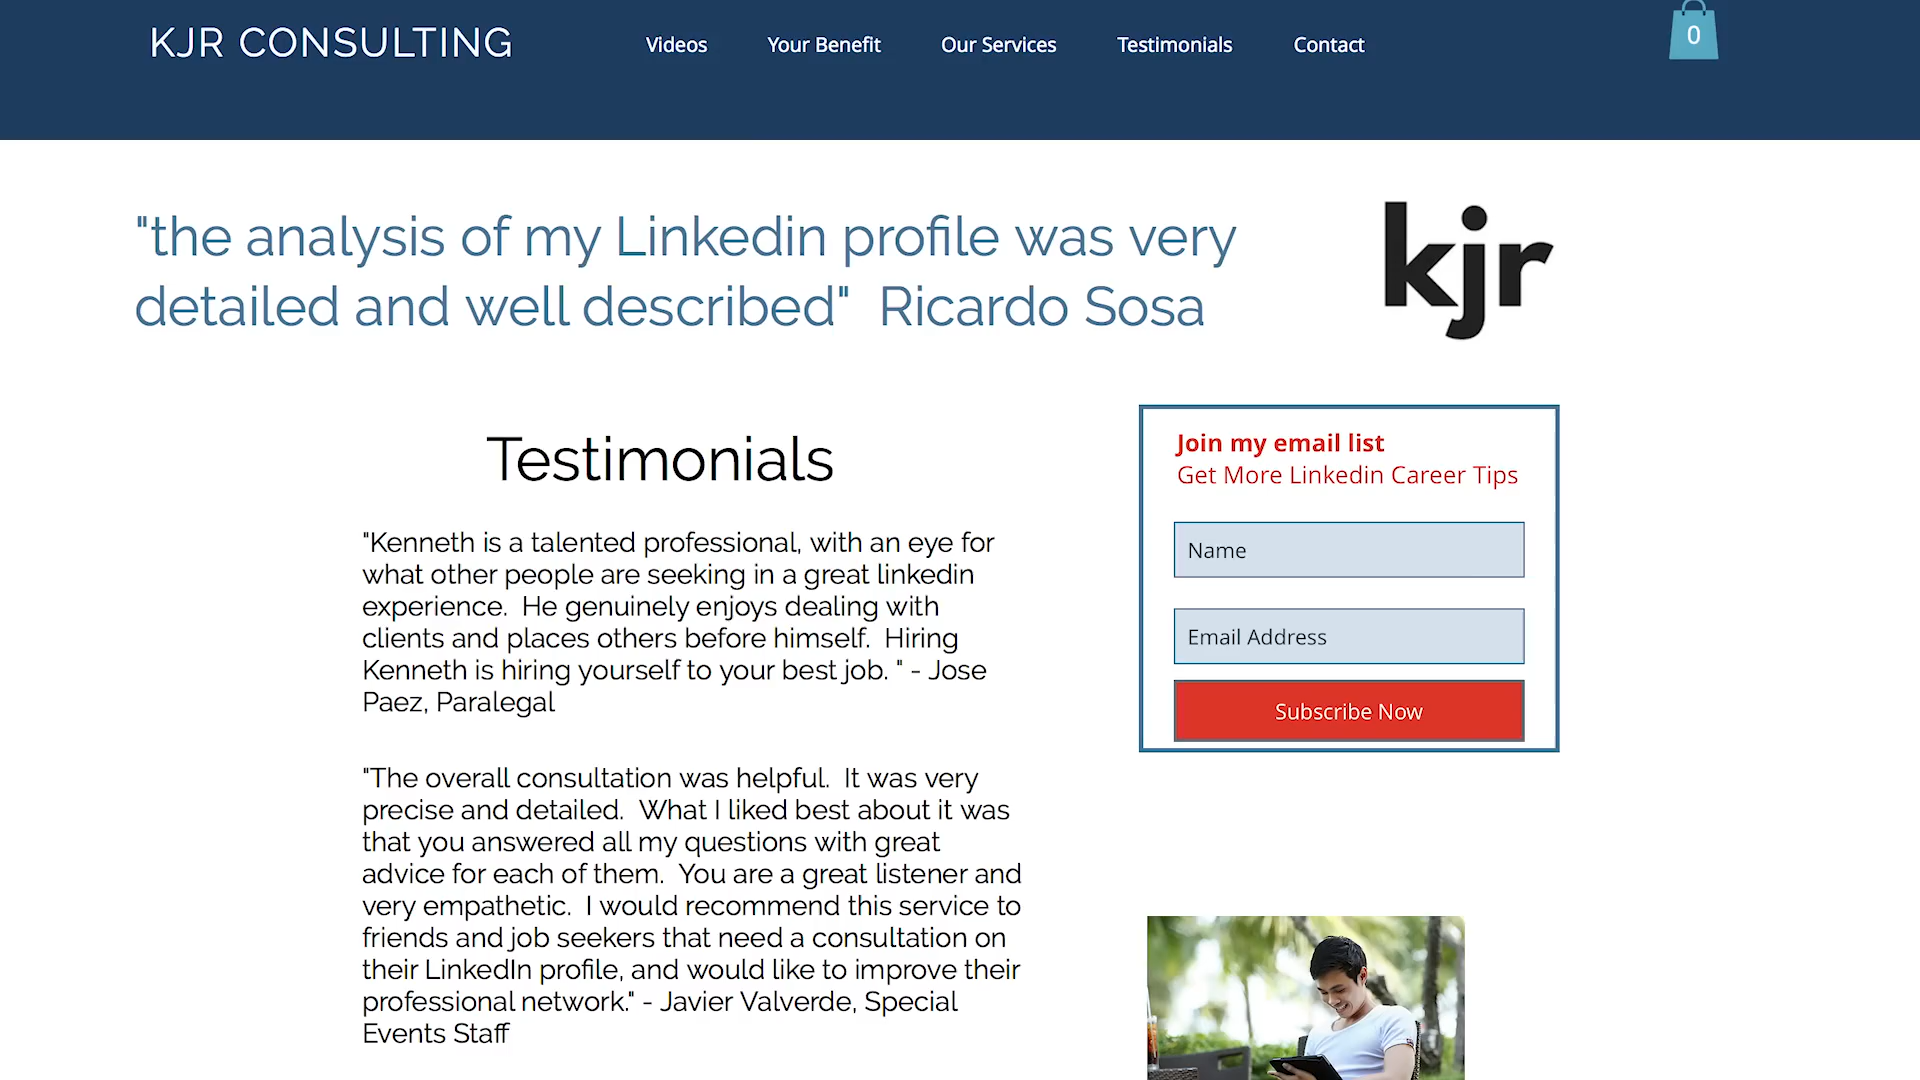 KJR CONSULTING
Videos
Your Benefit
Our Services
Testimonials
Contact
0
"the analysis of my Linkedin profile was very
detailed and well described"  Ricardo Sosa
kjr
Testimonials
"Kenneth is a talented professional, with an eye for
what other people are seeking in a great linkedin
experience.  He genuinely enjoys dealing with
clients and places others before himself.  Hiring
Kenneth is hiring yourself to your best job. " - Jose
Paez, Paralegal
"The overall consultation was helpful.  It was very
precise and detailed.  What I liked best about it was
that you answered all my questions with great
advice for each of them.  You are a great listener and
very empathetic.  I would recommend this service to
friends and job seekers that need a consultation on
their LinkedIn profile, and would like to improve their
professional network." - Javier Valverde, Special
Events Staff
Join my email list
Get More Linkedin Career Tips
Name
Email Address
Subscribe Now